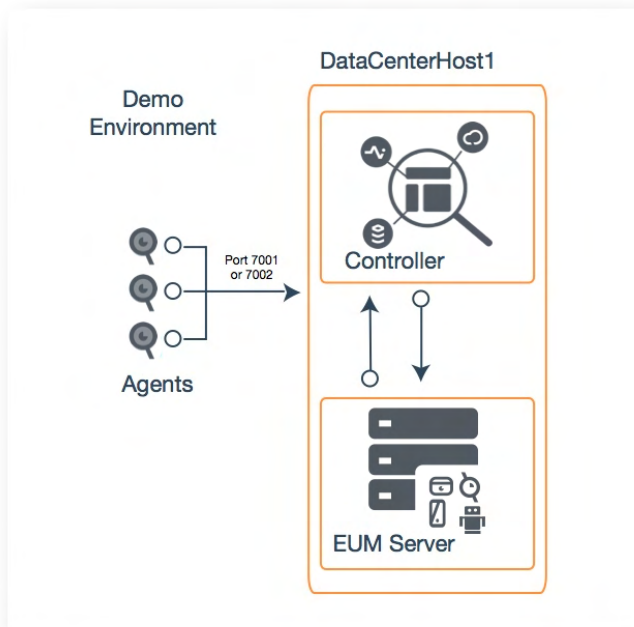 DataCenterHost1
Demo
Environment
Port 7001
or 7002
Controller
Agents
EUM Server